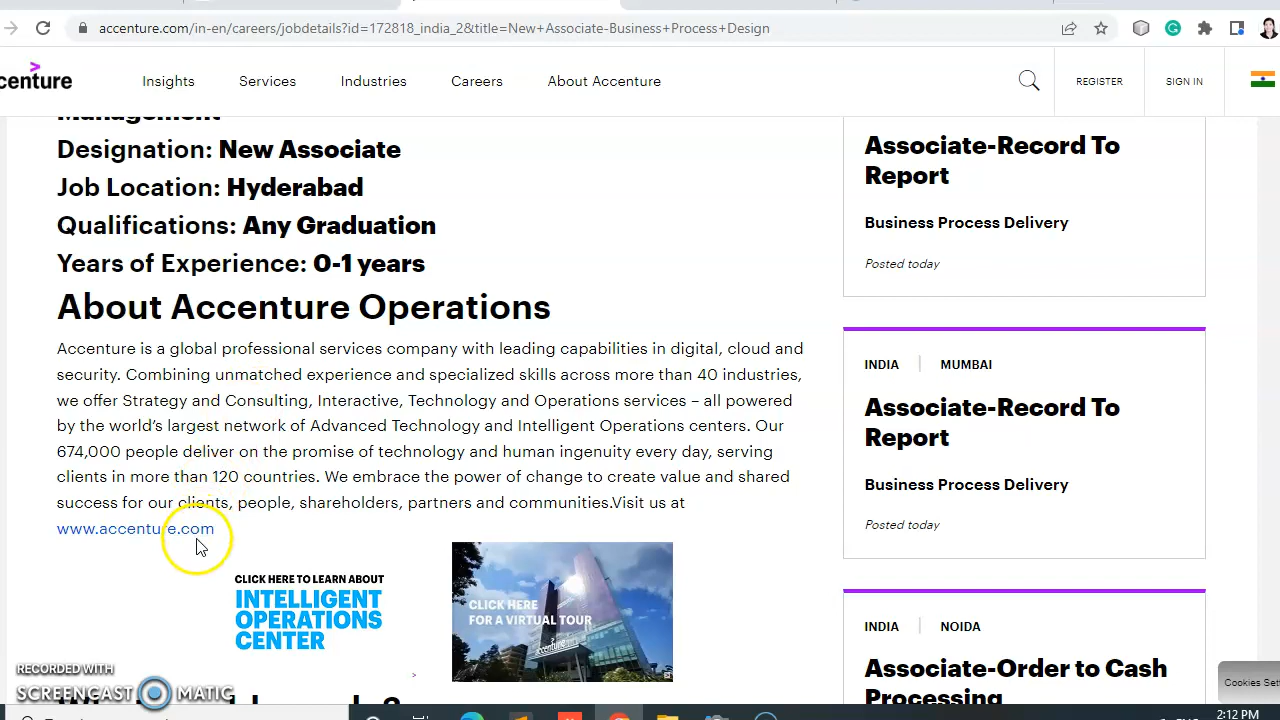 accenture.com/in-en/careers/jobdetails?id=172818_india_2&title=New+Associate-Business+Process+Design
centure
Insights
Services
Industries
Careers
About Accenture
REGISTER
SIGN IN
Management
Designation: New Associate
Job Location: Hyderabad
Qualifications: Any Graduation
Years of Experience: 0-1 years
About Accenture Operations
Accenture is a global professional services company with leading capabilities in digital, cloud and
security. Combining unmatched experience and specialized skills across more than 40 industries,
we offer Strategy and Consulting, Interactive, Technology and Operations services – all powered
by the world’s largest network of Advanced Technology and Intelligent Operations centers. Our
674,000 people deliver on the promise of technology and human ingenuity every day, serving
clients in more than 120 countries. We embrace the power of change to create value and shared
success for our clients, people, shareholders, partners and communities.Visit us at
www.accenture.com
CLICK HERE TO LEARN ABOUT
INTELLIGENT
OPERATIONS
CENTER
CLICK HERE
FOR A VIRTUAL TOUR
accenture
Associate-Record To
Report
Business Process Delivery
Posted today
INDIA
MUMBAI
Associate-Record To
Report
Business Process Delivery
Posted today
INDIA
NOIDA
Associate-Order to Cash
Processing
Cookies Set
RECORDED WITH
SCREENCAST MATIC
2:12 PM